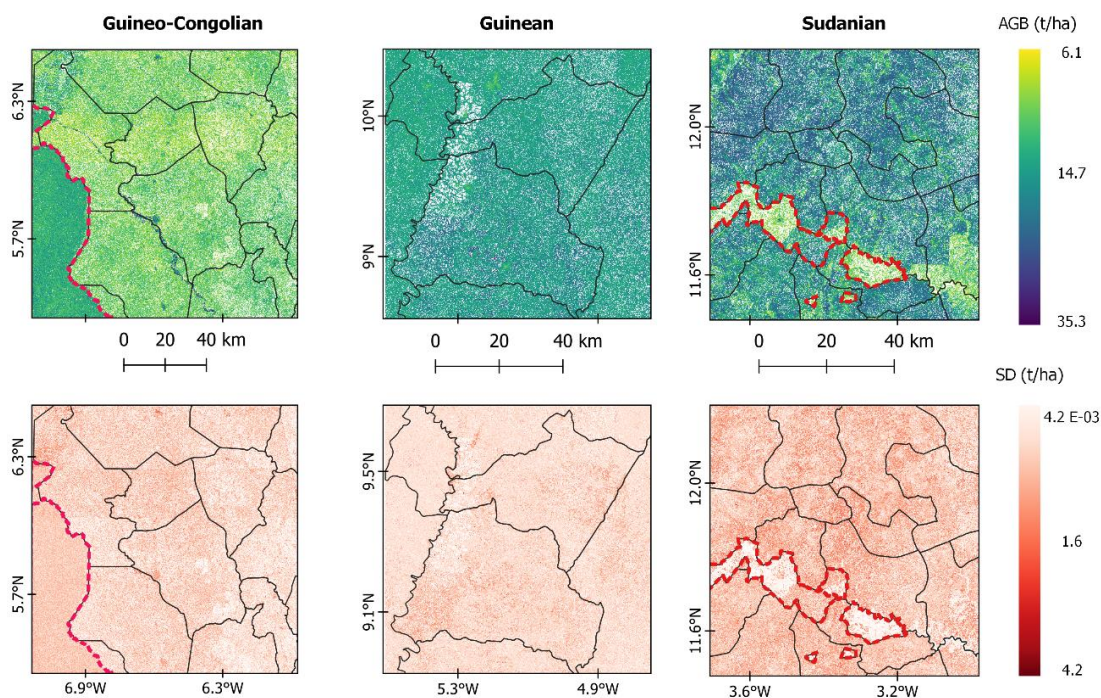 Guineo-Congolian
Guinean
Sudanian
AGB (t/ha)
6.3°N
5.7°N
10°N
9°N
12.0°N
11.6°N
6.1
14.7
35.3
0 20 40 km
0 20 40 km
0 20 40 km
SD (t/ha)
6.3°N
5.7°N
9.5°N
9.1°N
12.0°N
11.6°N
4.2 E-03
1.6
4.2
6.9°W 6.3°W
5.3°W 4.9°W
3.6°W 3.2°W